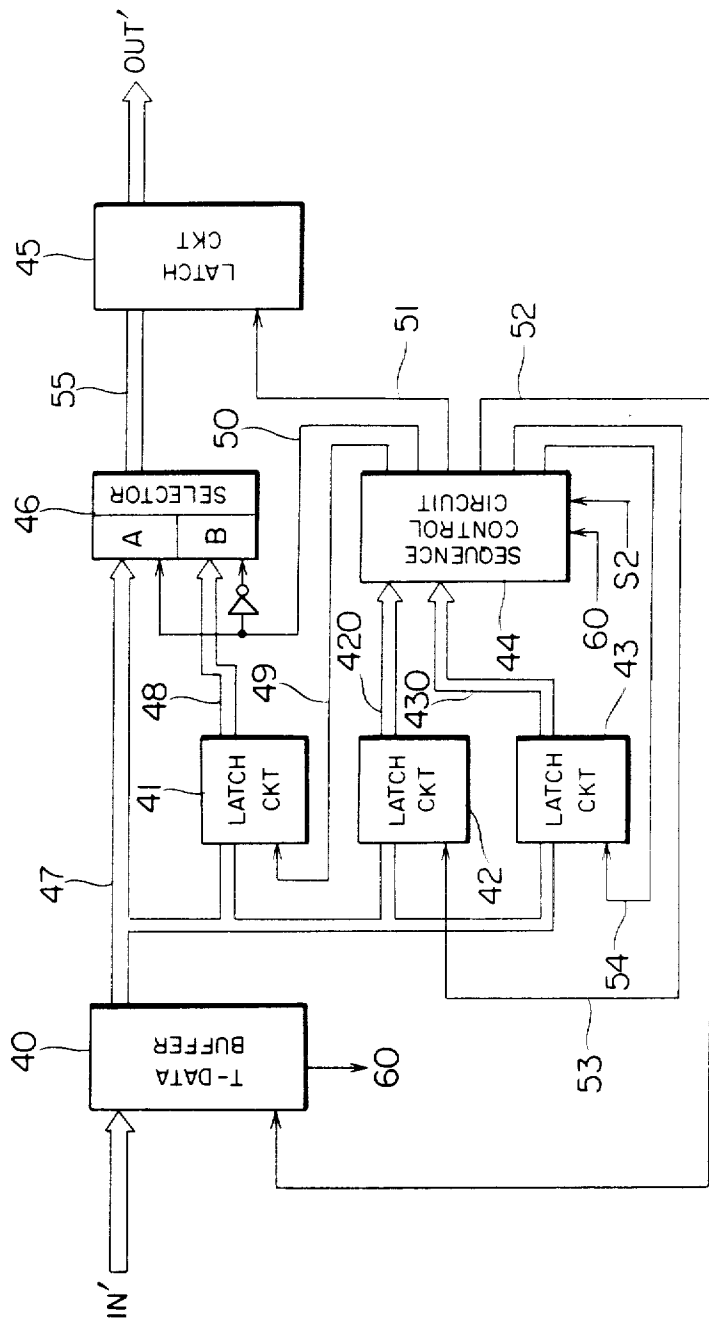 OUT'
45
LATCH
CKT
55
46
SELECTOR
A
B
50
51
52
47
48
49
41
LATCH
CKT
420
430
SEQUENCE
CONTROL
CIRCUIT
44
60
S2
LATCH
CKT
42
LATCH
CKT
43
54
53
40
T-DATA
BUFFER
60
IN'